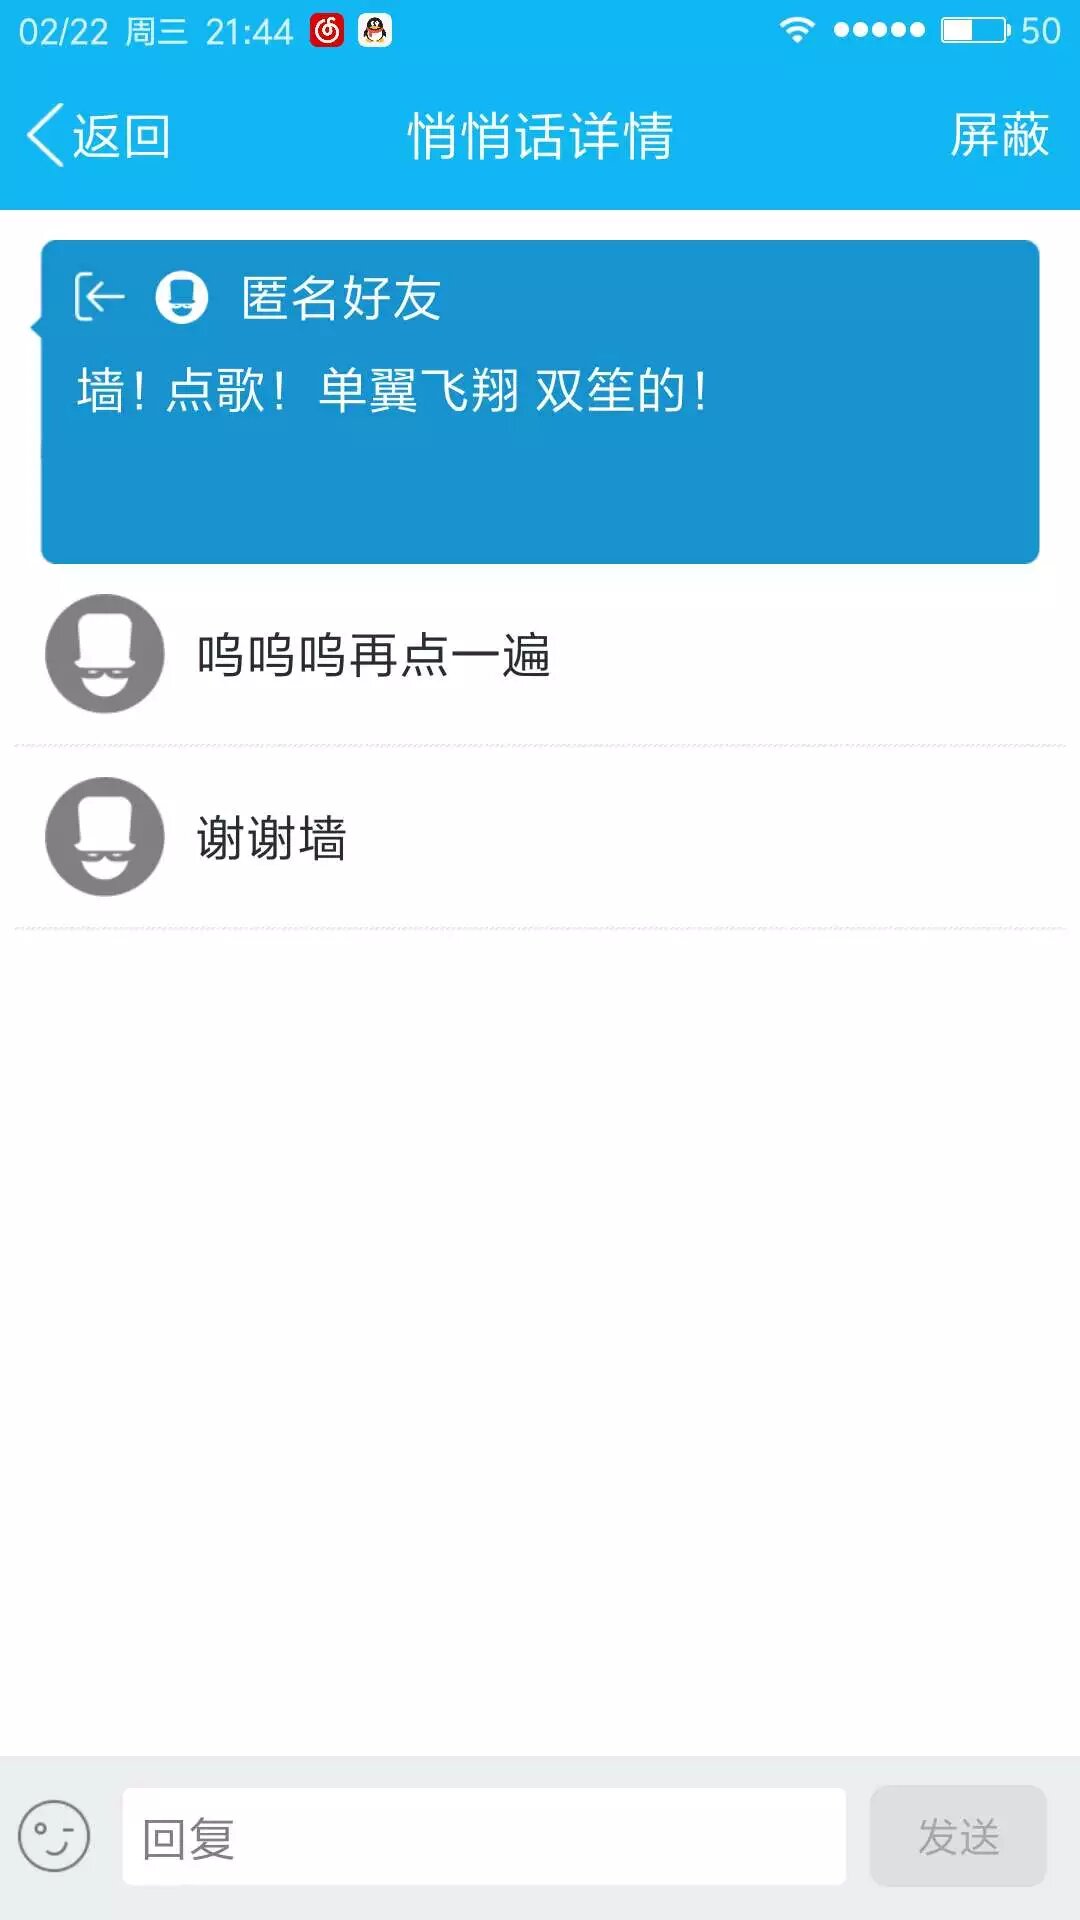 02/22 周三 21:44 50
返回 悄悄话详情 屏蔽
匿名好友
墙！点歌！单翼飞翔 双笙的！
呜呜呜再点一遍
谢谢墙
回复 发送